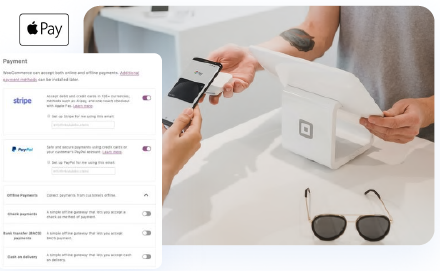 Pay
Payment
WooCommerce can accept both online and offline payments. Additional
payment methods can be installed later.
stripe
Accept debit and credit cards in 135+ currencies,
methods such as Alipay, and one-touch checkout
with Apple Pay. Learn more.
Set up Stripe for me using this email:
PayPal
Safe and secure payments using credit cards or
your customer's PayPal account. Learn more.
Set up PayPal for me using this email:
Offline Payments
Collect payments from customers offline.
Check payments
A simple offline gateway that lets you accept a
check as method of payment.
Bank transfer (BACS)
payments
A simple offline gateway that lets you accept
BACS payment.
Cash on delivery
A simple offline gateway that lets you accept cash
on delivery.